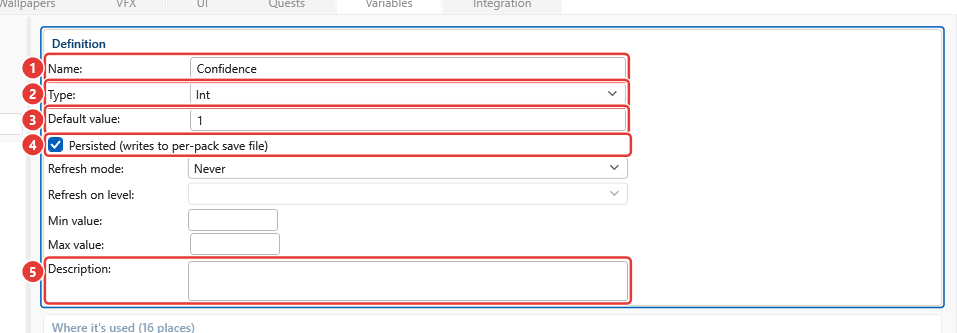 Wallpapers VFX UI Quests Variables Integration
Definition
1 Name: Confidence
2 Type: Int
3 Default value: 1
4 Persisted (writes to per-pack save file)
Refresh mode: Never
Refresh on level:
Min value:
Max value:
5 Description:
Where it's used (16 places)